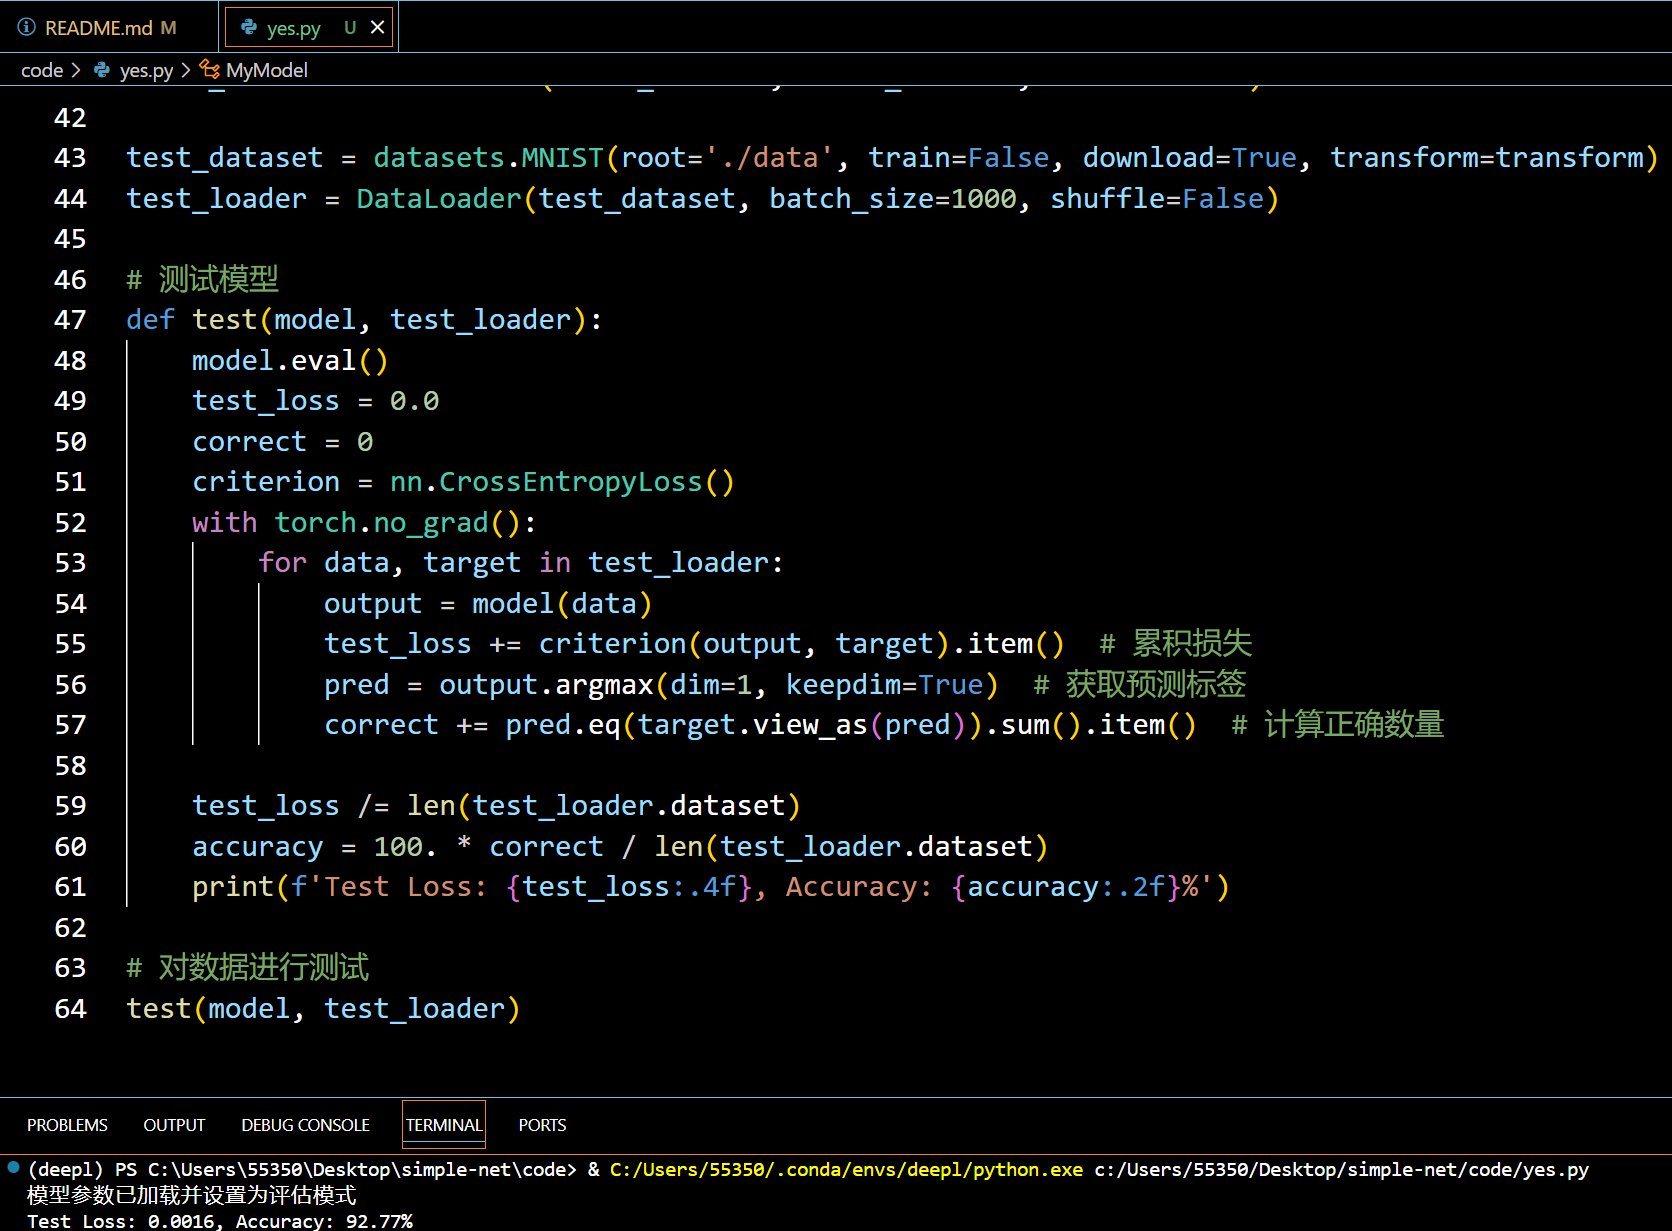 README.md M
yes.py U
code > yes.py > MyModel
42
43 test_dataset = datasets.MNIST(root='./data', train=False, download=True, transform=transform)
44 test_loader = DataLoader(test_dataset, batch_size=1000, shuffle=False)
45
46 # 测试模型
47 def test(model, test_loader):
48     model.eval()
49     test_loss = 0.0
50     correct = 0
51     criterion = nn.CrossEntropyLoss()
52     with torch.no_grad():
53         for data, target in test_loader:
54             output = model(data)
55             test_loss += criterion(output, target).item()  # 累积损失
56             pred = output.argmax(dim=1, keepdim=True)  # 获取预测标签
57             correct += pred.eq(target.view_as(pred)).sum().item()  # 计算正确数量
58
59     test_loss /= len(test_loader.dataset)
60     accuracy = 100. * correct / len(test_loader.dataset)
61     print(f'Test Loss: {test_loss:.4f}, Accuracy: {accuracy:.2f}%')
62
63 # 对数据进行测试
64 test(model, test_loader)
PROBLEMS OUTPUT DEBUG CONSOLE TERMINAL PORTS
(deepl) PS C:\Users\55350\Desktop\simple-net\code> & C:/Users/55350/.conda/envs/deepl/python.exe c:/Users/55350/Desktop/simple-net/code/yes.py
模型参数已加载并设置为评估模式
Test Loss: 0.0016, Accuracy: 92.77%